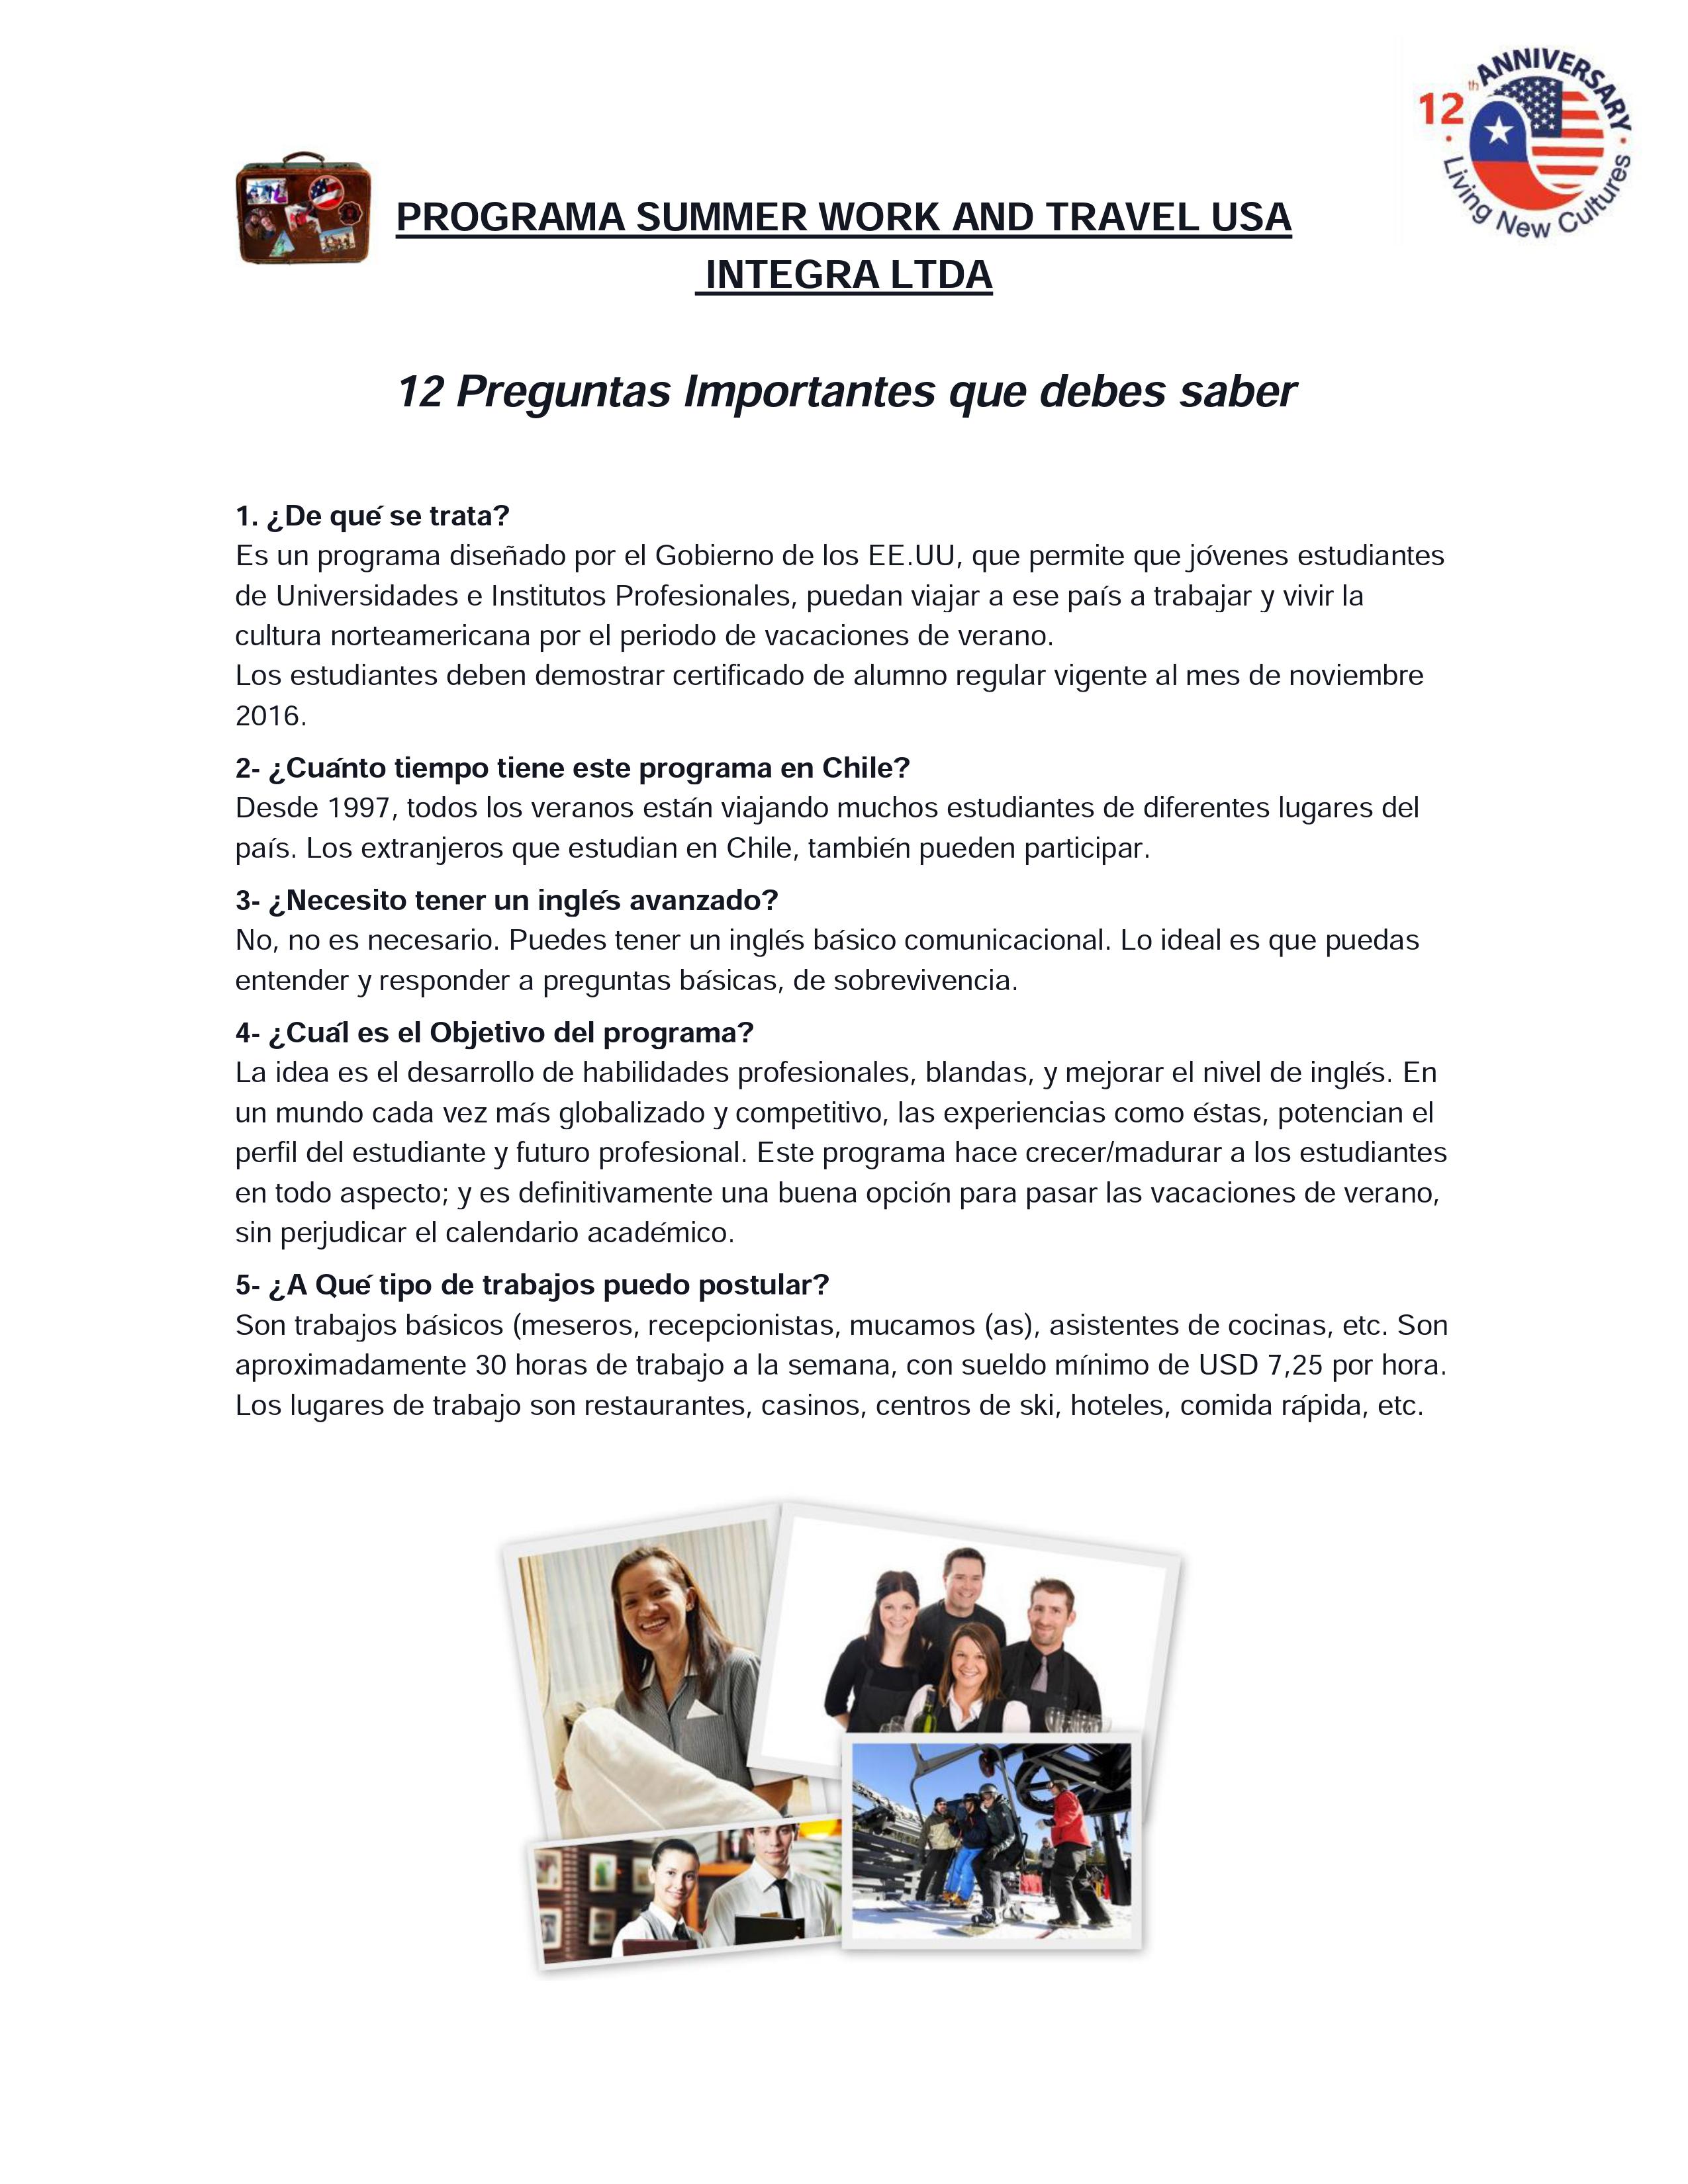 12th ANNIVERSARY
Living New Cultures
PROGRAMA SUMMER WORK AND TRAVEL USA
INTEGRA LTDA
12 Preguntas Importantes que debes saber
1. ¿De qué se trata?
Es un programa diseñado por el Gobierno de los EE.UU, que permite que jóvenes estudiantes
de Universidades e Institutos Profesionales, puedan viajar a ese país a trabajar y vivir la
cultura norteamericana por el periodo de vacaciones de verano.
Los estudiantes deben demostrar certificado de alumno regular vigente al mes de noviembre
2016.
2- ¿Cuánto tiempo tiene este programa en Chile?
Desde 1997, todos los veranos están viajando muchos estudiantes de diferentes lugares del
país. Los extranjeros que estudian en Chile, también pueden participar.
3- ¿Necesito tener un inglés avanzado?
No, no es necesario. Puedes tener un inglés básico comunicacional. Lo ideal es que puedas
entender y responder a preguntas básicas, de sobrevivencia.
4- ¿Cuál es el Objetivo del programa?
La idea es el desarrollo de habilidades profesionales, blandas, y mejorar el nivel de inglés. En
un mundo cada vez más globalizado y competitivo, las experiencias como éstas, potencian el
perfil del estudiante y futuro profesional. Este programa hace crecer/madurar a los estudiantes
en todo aspecto; y es definitivamente una buena opción para pasar las vacaciones de verano,
sin perjudicar el calendario académico.
5- ¿A Qué tipo de trabajos puedo postular?
Son trabajos básicos (meseros, recepcionistas, mucamos (as), asistentes de cocinas, etc. Son
aproximadamente 30 horas de trabajo a la semana, con sueldo mínimo de USD 7,25 por hora.
Los lugares de trabajo son restaurantes, casinos, centros de ski, hoteles, comida rápida, etc.